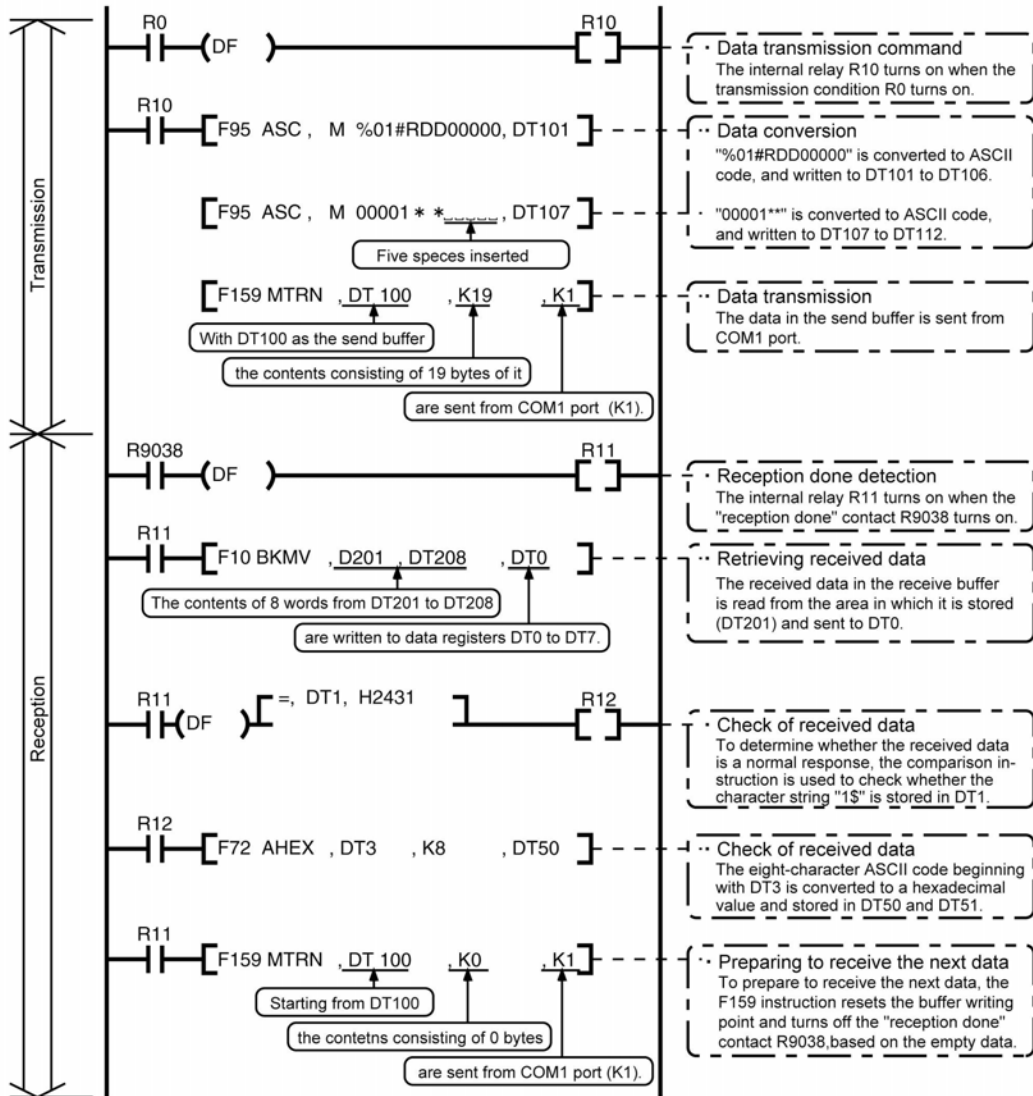 Transmission
R0
DF
R10
Data transmission command
The internal relay R10 turns on when the
transmission condition R0 turns on.
R10
F95 ASC , M %01#RDD00000, DT101
Data conversion
"%01#RDD00000" is converted to ASCII
code, and written to DT101 to DT106.
"00001**" is converted to ASCII code,
and written to DT107 to DT112.
F95 ASC , M 00001**␣␣␣␣␣ , DT107
Five speces inserted
F159 MTRN , DT 100 , K19 , K1
Data transmission
The data in the send buffer is sent from
COM1 port.
With DT100 as the send buffer
the contents consisting of 19 bytes of it
are sent from COM1 port (K1).
Reception
R9038
DF
R11
Reception done detection
The internal relay R11 turns on when the
"reception done" contact R9038 turns on.
R11
F10 BKMV , D201 , DT208 , DT0
Retrieving received data
The received data in the receive buffer
is read from the area in which it is stored
(DT201) and sent to DT0.
The contents of 8 words from DT201 to DT208
are written to data registers DT0 to DT7.
R11
DF
=, DT1, H2431
R12
Check of received data
To determine whether the received data
is a normal response, the comparison in-
struction is used to check whether the
character string "1$" is stored in DT1.
R12
F72 AHEX , DT3 , K8 , DT50
Check of received data
The eight-character ASCII code beginning
with DT3 is converted to a hexadecimal
value and stored in DT50 and DT51.
R11
F159 MTRN , DT 100 , K0 , K1
Preparing to receive the next data
To prepare to receive the next data, the
F159 instruction resets the buffer writing
point and turns off the "reception done"
contact R9038,based on the empty data.
Starting from DT100
the contetns consisting of 0 bytes
are sent from COM1 port (K1).